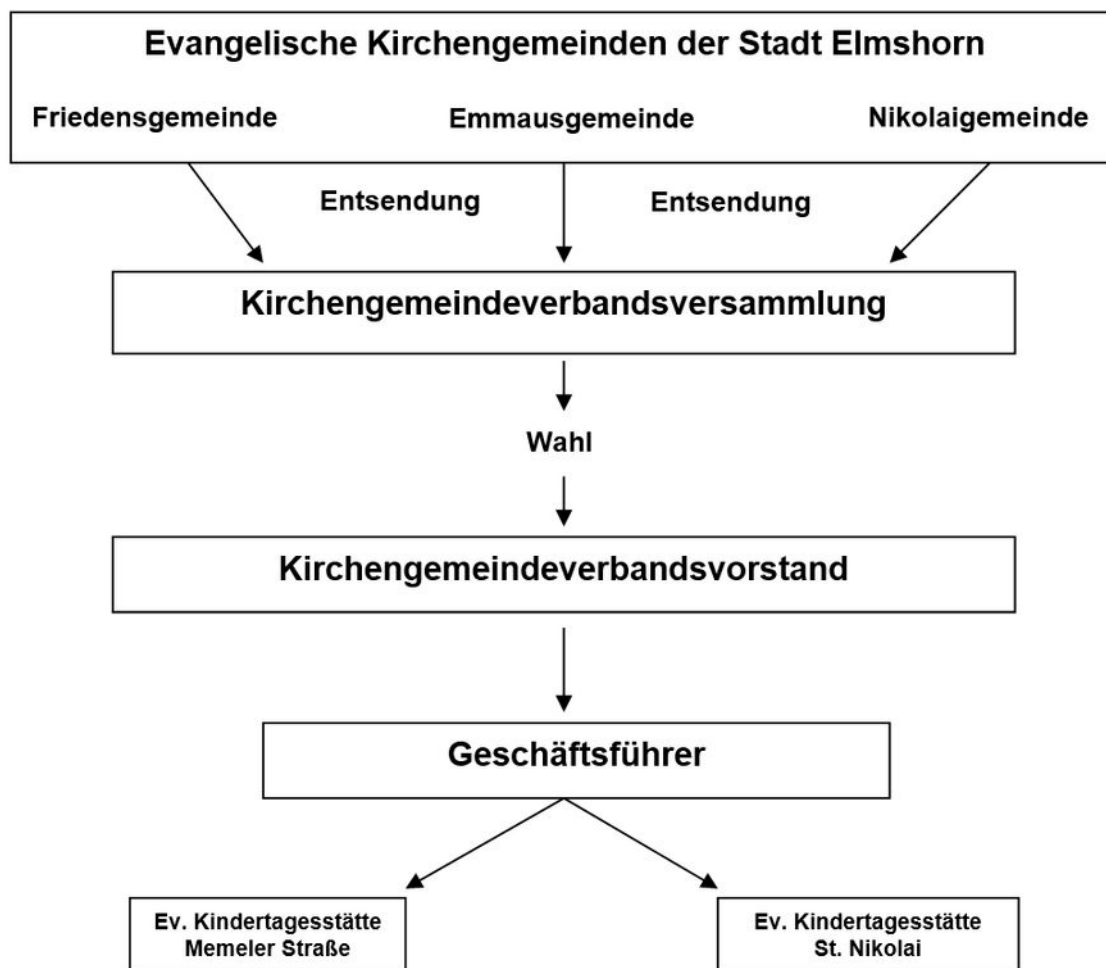 Evangelische Kirchengemeinden der Stadt Elmshorn
Friedensgemeinde Emmausgemeinde Nikolaigemeinde
Entsendung Entsendung
Kirchengemeindeverbandsversammlung
Wahl
Kirchengemeindeverbandsvorstand
Geschäftsführer
Ev. Kindertagesstätte
Memeler Straße
Ev. Kindertagesstätte
St. Nikolai